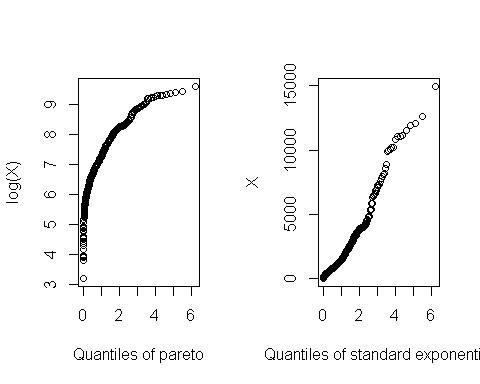 log(X)
9
8
7
6
5
4
3
0 2 4 6
Quantiles of pareto
X
15000
10000
5000
0
0 2 4 6
Quantiles of standard exponenti